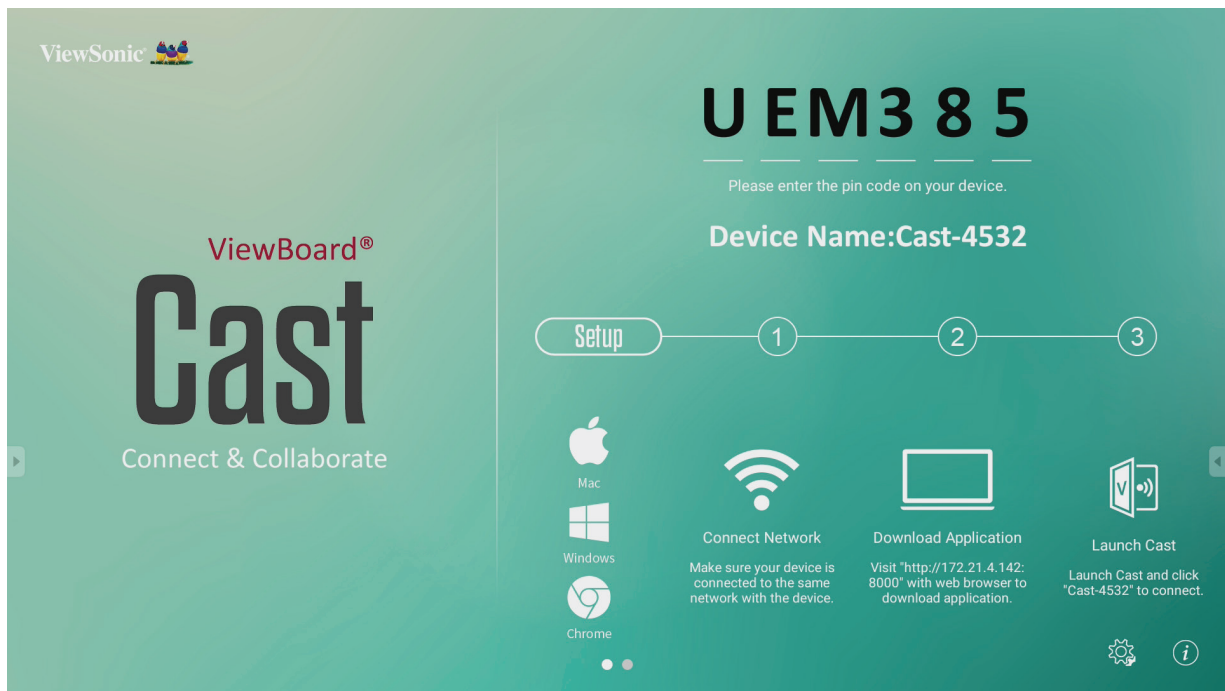 ViewSonic
UEM385
Please enter the pin code on your device.
Device Name:Cast-4532
ViewBoard®
Cast
Connect & Collaborate
Setup
1
2
3
Mac
Windows
Chrome
Connect Network
Make sure your device is
connected to the same
network with the device.
Download Application
Visit "http://172.21.4.142:
8000" with web browser to
download application.
V
Launch Cast
Launch Cast and click
"Cast-4532" to connect.
i